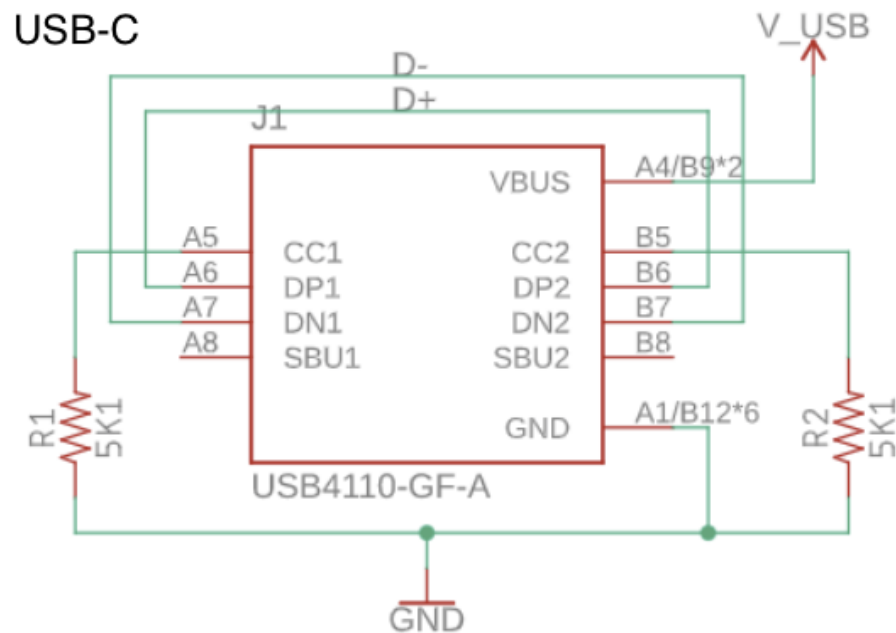 USB-C
V_USB
D-
D+
J1
VBUS A4/B9*2
A5 CC1 CC2 B5
A6 DP1 DP2 B6
A7 DN1 DN2 B7
A8 SBU1 SBU2 B8
GND A1/B12*6
R1 5K1
R2 5K1
USB4110-GF-A
GND